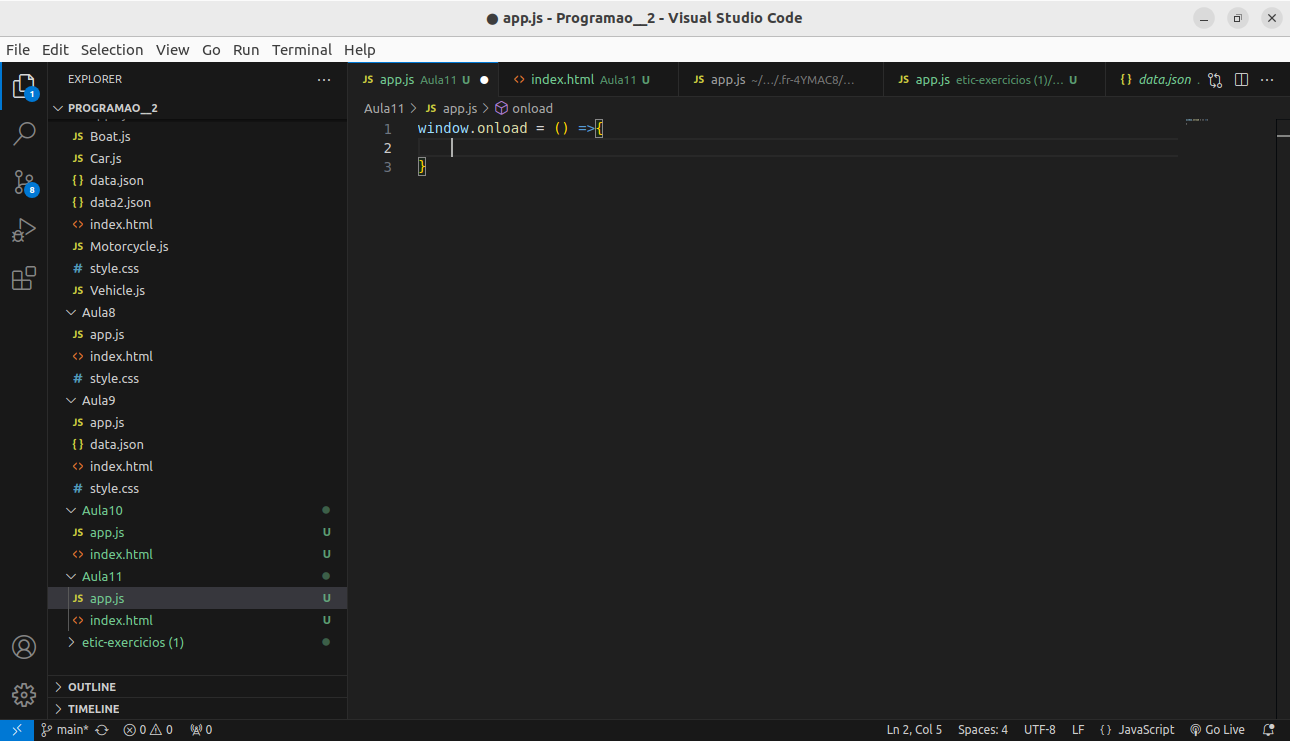 ● app.js - Programao__2 - Visual Studio Code
File Edit Selection View Go Run Terminal Help
EXPLORER ...
JS app.js Aula11 U ●
<> index.html Aula11 U
JS app.js ~/.../.fr-4YMAC8/...
JS app.js etic-exercicios (1)/... U
{} data.json .
1
PROGRAMAO__2
JS Boat.js
JS Car.js
{} data.json
{} data2.json
<> index.html
JS Motorcycle.js
# style.css
JS Vehicle.js
Aula8
JS app.js
<> index.html
# style.css
Aula9
JS app.js
{} data.json
<> index.html
# style.css
Aula10
JS app.js U
<> index.html U
Aula11
JS app.js U
<> index.html U
etic-exercicios (1)
OUTLINE
TIMELINE
8
Aula11 > JS app.js > onload
1 window.onload = () =>{
2
3 }
main* 0 0 0
Ln 2, Col 5 Spaces: 4 UTF-8 LF {} JavaScript Go Live